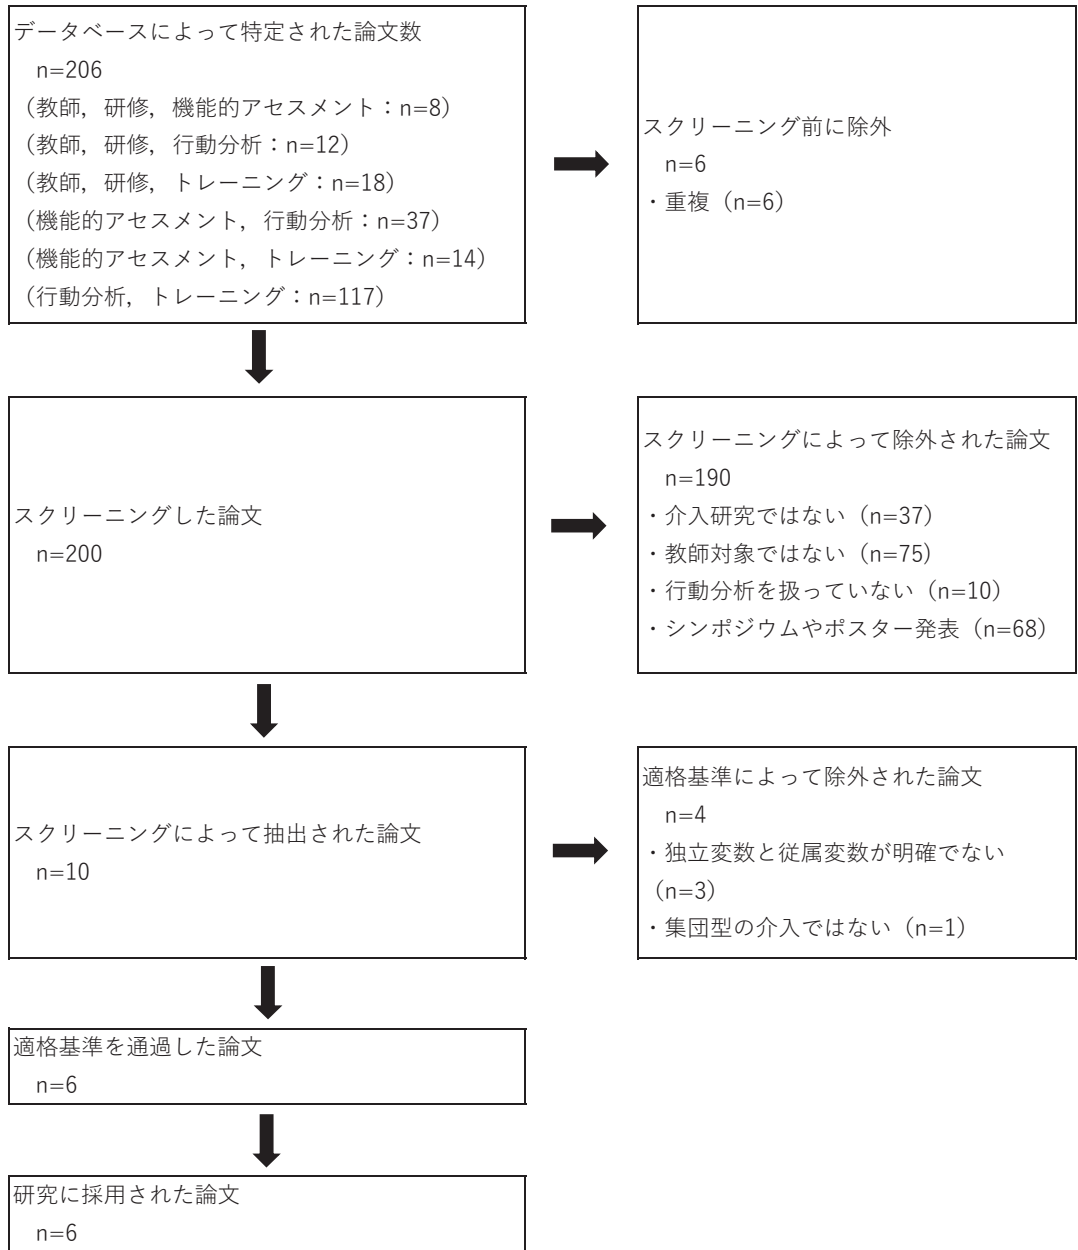 データベースによって特定された論文数
n=206
（教師，研修，機能的アセスメント：n=8）
（教師，研修，行動分析：n=12）
（教師，研修，トレーニング：n=18）
（機能的アセスメント，行動分析：n=37）
（機能的アセスメント，トレーニング：n=14）
（行動分析，トレーニング：n=117）
スクリーニング前に除外
n=6
・重複（n=6）
スクリーニングした論文
n=200
スクリーニングによって除外された論文
n=190
・介入研究ではない（n=37）
・教師対象ではない（n=75）
・行動分析を扱っていない（n=10）
・シンポジウムやポスター発表（n=68）
スクリーニングによって抽出された論文
n=10
適格基準によって除外された論文
n=4
・独立変数と従属変数が明確でない
（n=3）
・集団型の介入ではない（n=1）
適格基準を通過した論文
n=6
研究に採用された論文
n=6